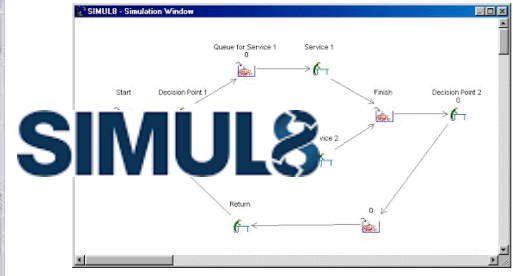 SIMUL8 - Simulation Window
Queue for Service 1
0
Service 1
Start
Decision Point 1
Finish
Decision Point 2
0
SIMUL8
vice 2
Return
0